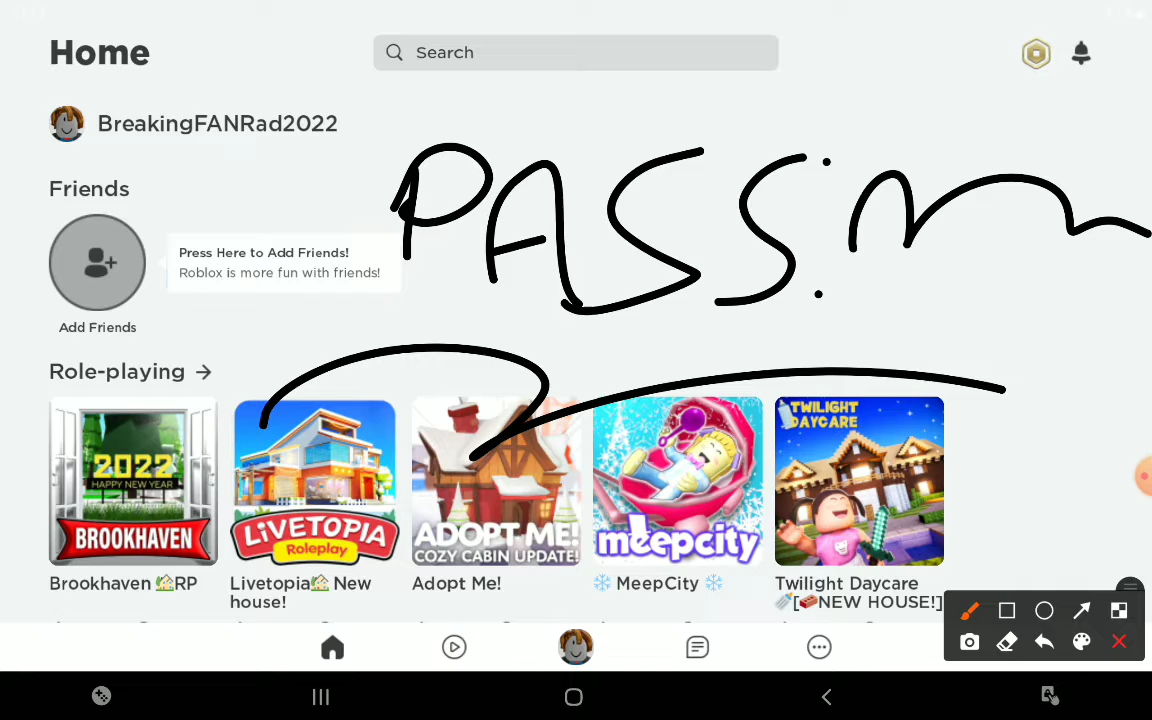 Home
Search
BreakingFANRad2022
Friends
PASS:
Press Here to Add Friends!
Roblox is more fun with friends!
Add Friends
Role-playing →
2022
HAPPY NEW YEAR
BROOKHAVEN
LIVETOPIA
Roleplay
ADOPT ME!
COZY CABIN UPDATE!
meepcity
TWILIGHT
DAYCARE
Brookhaven 🏡RP
Livetopia🏡 New
house!
Adopt Me!
❄️ MeepCity ❄️
Twilight Daycare
🍼[🧱NEW HOUSE!]